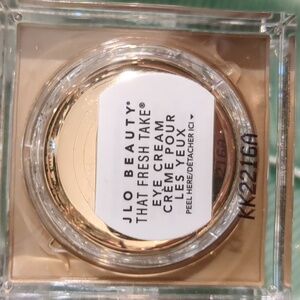 JLO BEAUTY®
THAT FRESH TAKE®
EYE CREAM
CRÈME POUR
LES YEUX
PEEL HERE/DÉTACHER ICI ▼
KK2216A